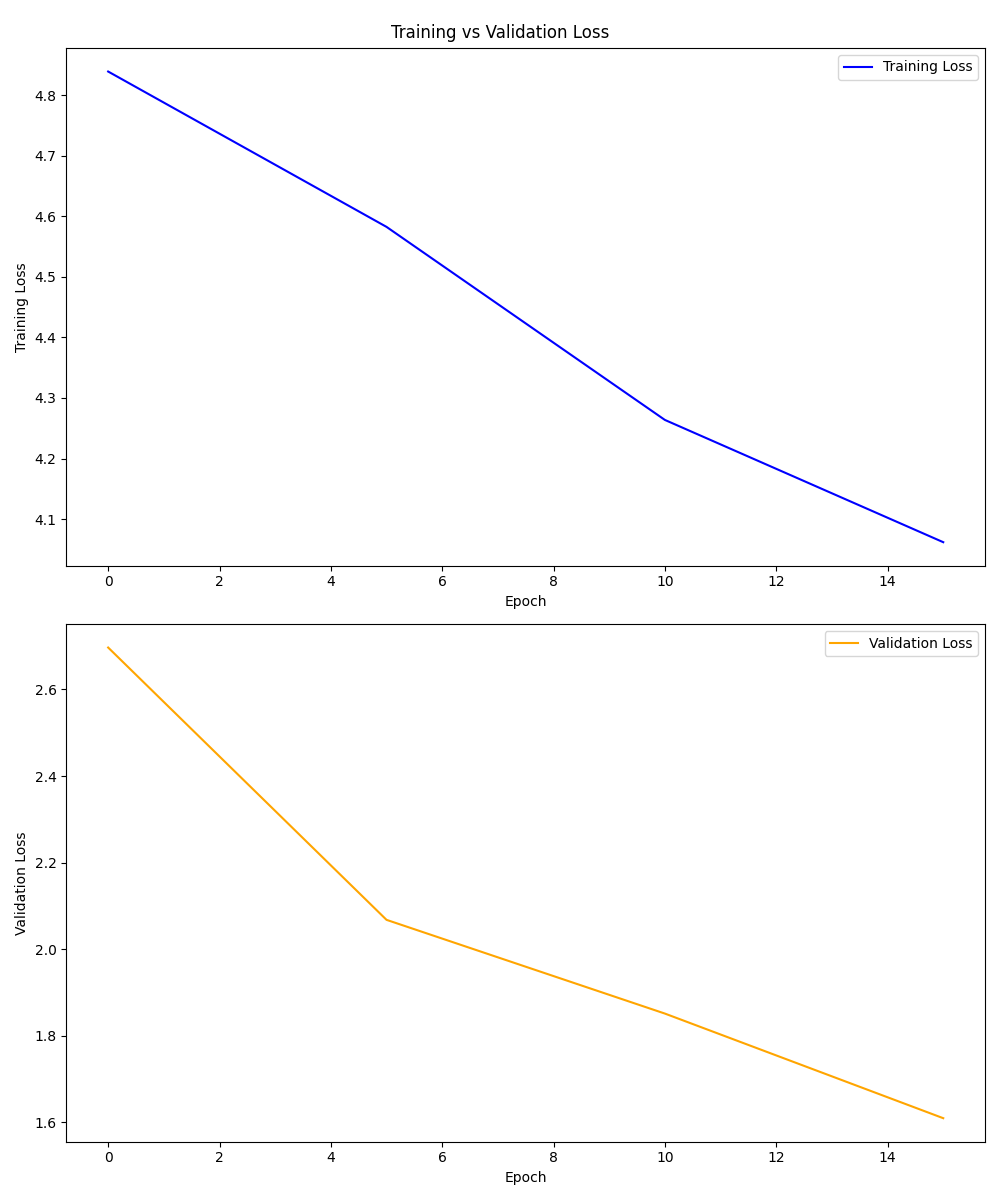 Training vs Validation Loss
Training Loss
4.8
4.7
4.6
4.5
4.4
4.3
4.2
4.1
Training Loss
0 2 4 6 8 10 12 14
Epoch
Validation Loss
2.6
2.4
2.2
2.0
1.8
1.6
Validation Loss
0 2 4 6 8 10 12 14
Epoch